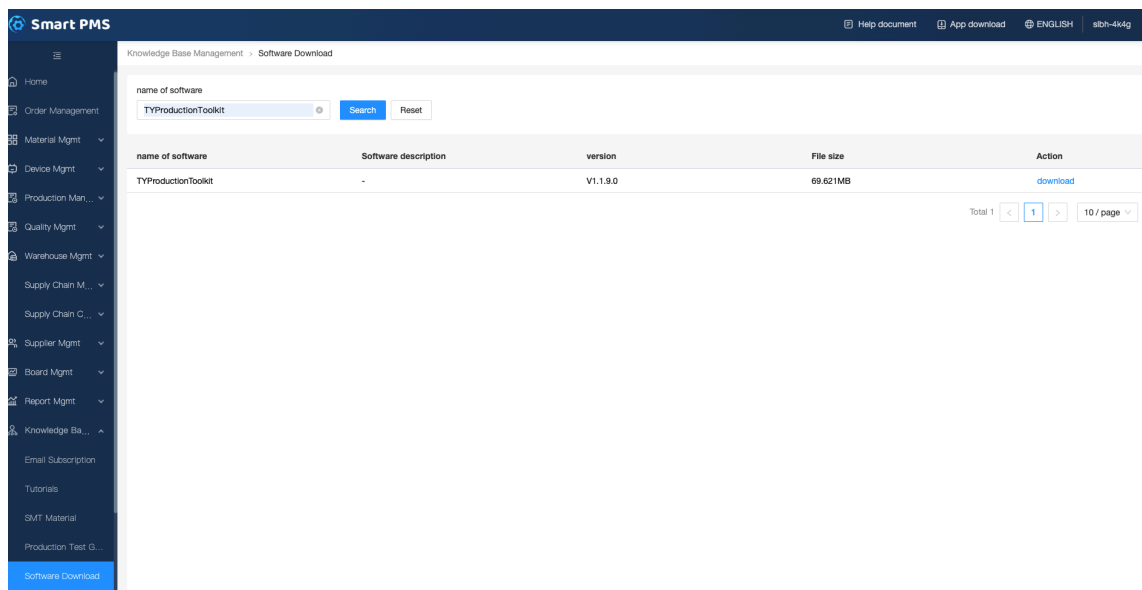 Smart PMS
Help document App download ENGLISH slbh-4k4g
Knowledge Base Management > Software Download
Home
Order Management
Material Mgmt
Device Mgmt
Production Man...
Quality Mgmt
Warehouse Mgmt
Supply Chain M...
Supply Chain C...
Supplier Mgmt
Board Mgmt
Report Mgmt
Knowledge Ba...
Email Subscription
Tutorials
SMT Material
Production Test G...
Software Download
name of software
TYProductionToolkit Search Reset
name of software Software description version File size Action
TYProductionToolkit - V1.1.9.0 69.621MB download
Total 1 < 1 > 10 / page